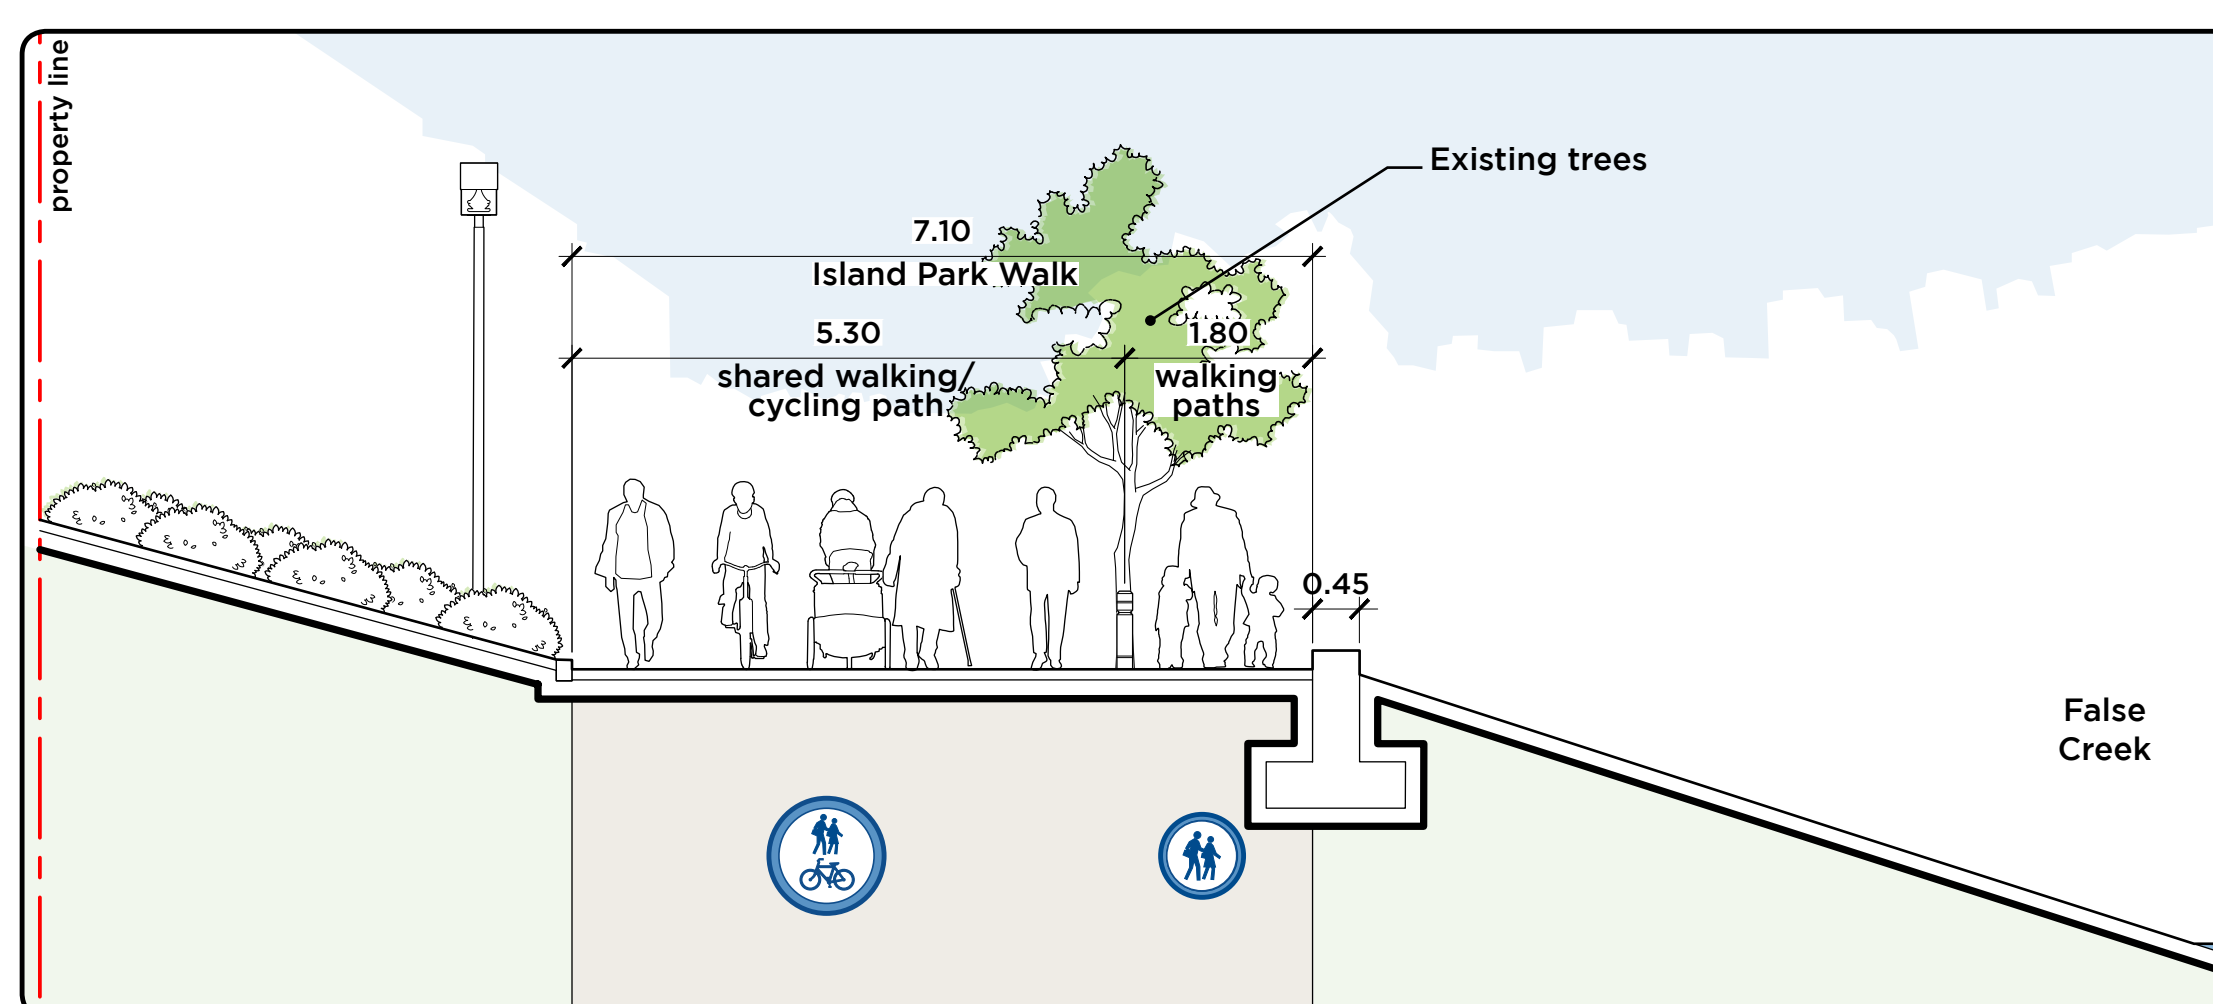 property line
Existing trees
7.10
Island Park Walk
5.30
1.80
shared walking/
cycling path
walking
paths
0.45
False
Creek